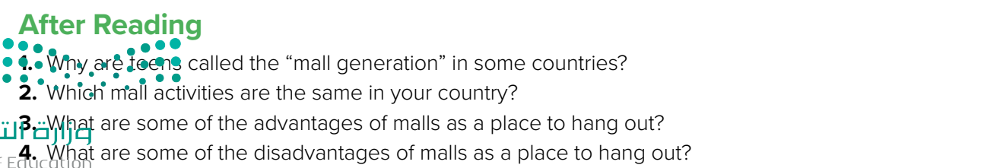 After Reading
1. Why are teens called the “mall generation” in some countries?
2. Which mall activities are the same in your country?
3. What are some of the advantages of malls as a place to hang out?
وزارة الت
4. What are some of the disadvantages of malls as a place to hang out?
Education